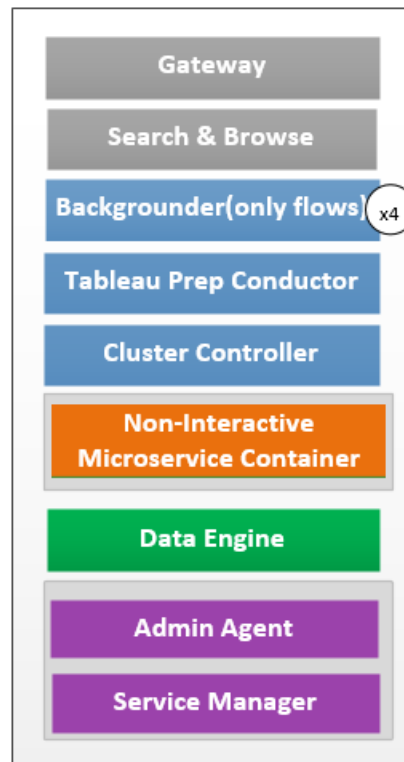 Gateway
Search & Browse
Backgrounder(only flows)
x4
Tableau Prep Conductor
Cluster Controller
Non-Interactive
Microservice Container
Data Engine
Admin Agent
Service Manager